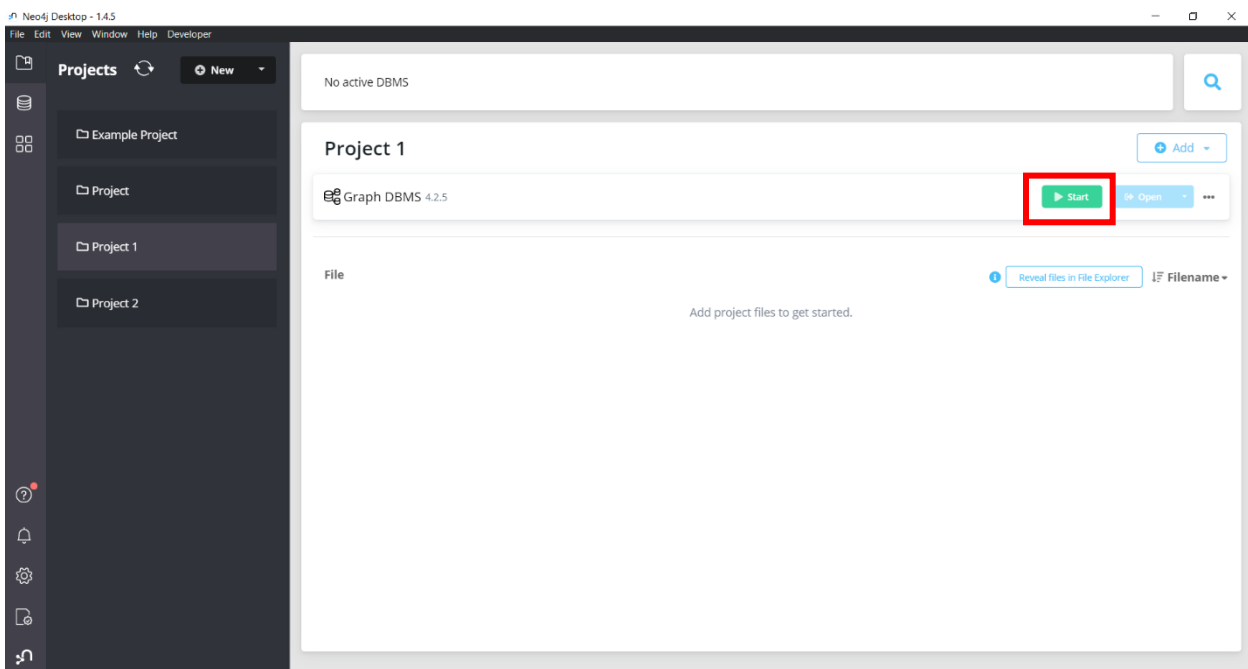 Neo4j Desktop - 1.4.5
File Edit View Window Help Developer
Projects
New
Example Project
Project
Project 1
Project 2
No active DBMS
Project 1
Add
Graph DBMS 4.2.5
Start
Open
File
Reveal files in File Explorer
Filename
Add project files to get started.